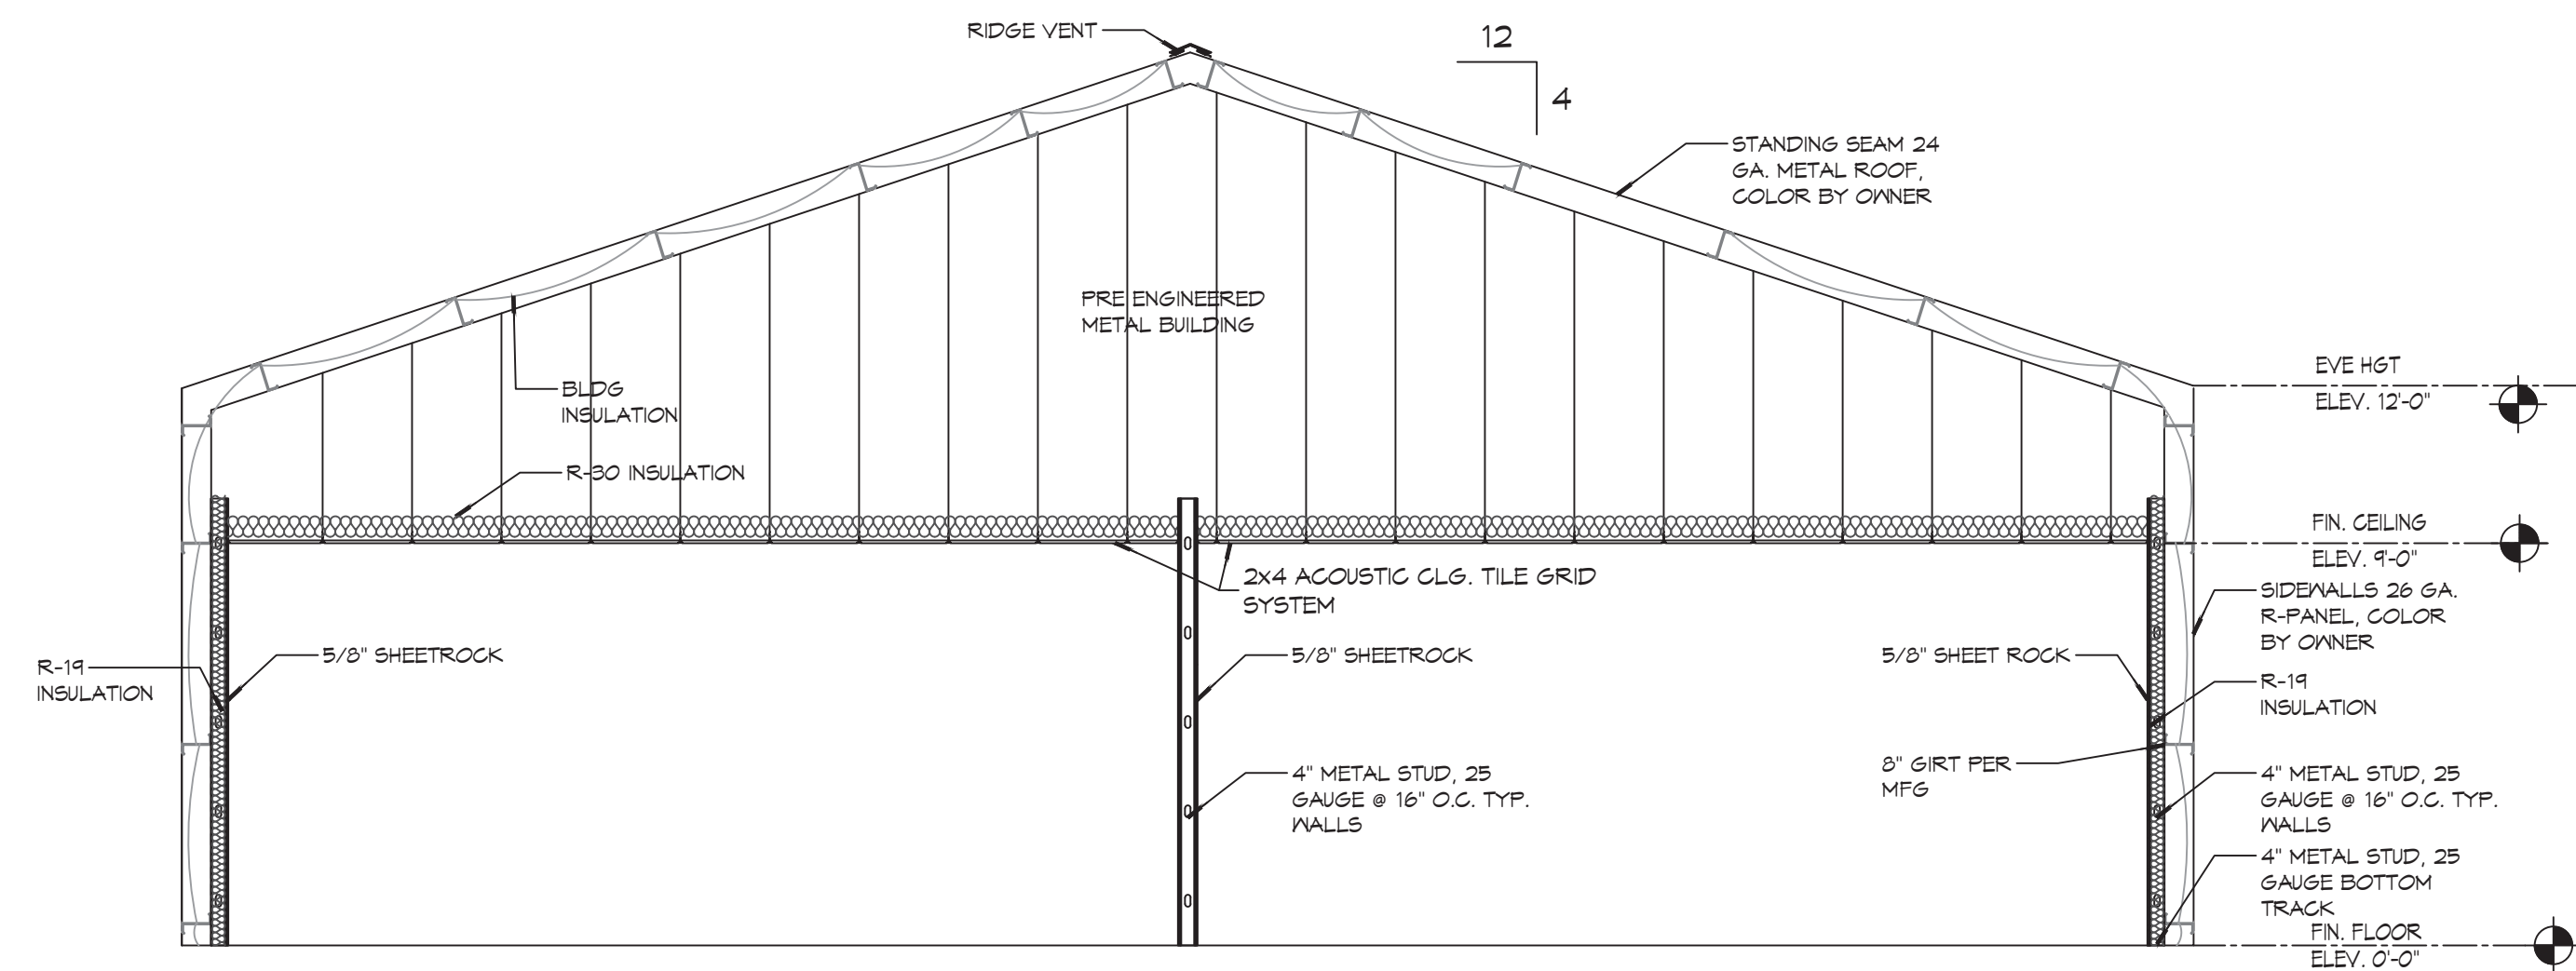 RIDGE VENT
12
4
STANDING SEAM 24
GA. METAL ROOF,
COLOR BY OWNER
PRE ENGINEERED
METAL BUILDING
EVE HGT
ELEV. 12'-0"
BLDG
INSULATION
R-30 INSULATION
FIN. CEILING
ELEV. 9'-0"
2x4 ACOUSTIC CLG. TILE GRID
SYSTEM
SIDEWALLS 26 GA.
R-PANEL, COLOR
BY OWNER
R-19
INSULATION
5/8" SHEETROCK
5/8" SHEETROCK
5/8" SHEET ROCK
R-19
INSULATION
8" GIRT PER
MFG
4" METAL STUD, 25
GAUGE @ 16" O.C. TYP.
WALLS
4" METAL STUD, 25
GAUGE @ 16" O.C. TYP.
WALLS
4" METAL STUD, 25
GAUGE BOTTOM
TRACK
FIN. FLOOR
ELEV. 0'-0"